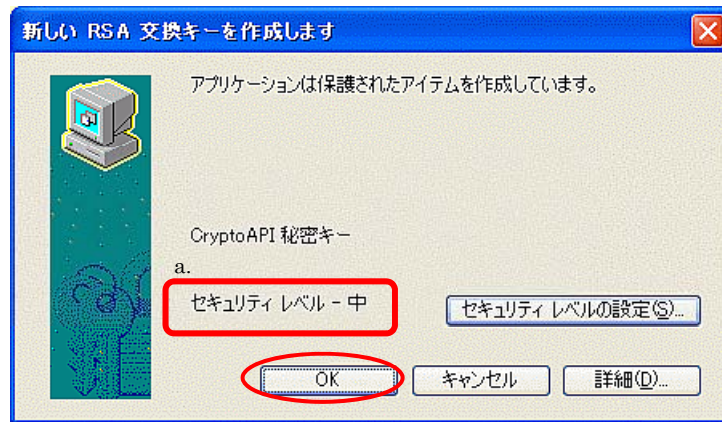 新しい RSA 交換キーを作成します
アプリケーションは保護されたアイテムを作成しています。
CryptoAPI 秘密キー
a.
セキュリティ レベル - 中
セキュリティ レベルの設定(S)...
OK
キャンセル
詳細(D)...